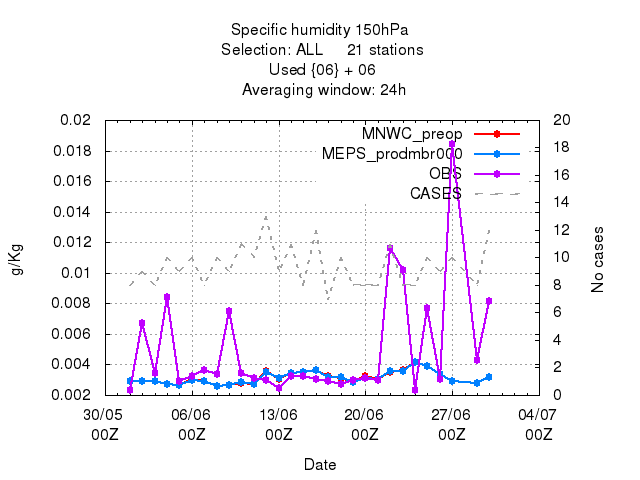 Specific humidity 150hPa
Selection: ALL 21 stations
Used {06} + 06
Averaging window: 24h
MNWC_preop
MEPS_prodmbr000
OBS
CASES
0.02
0.018
0.016
0.014
0.012
0.01
0.008
0.006
0.004
0.002
g/Kg
20
18
16
14
12
10
8
6
4
2
0
No cases
30/05 06/06 13/06 20/06 27/06 04/07
00Z 00Z 00Z 00Z 00Z 00Z
Date